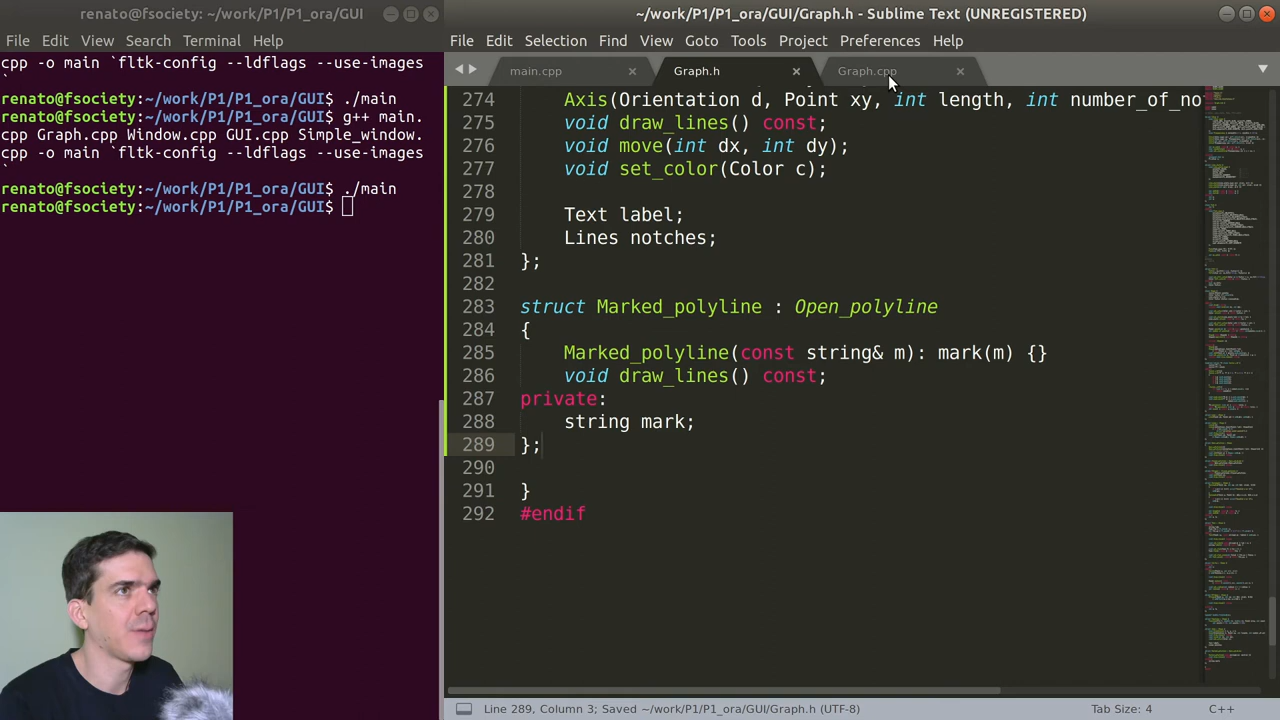 renato@fsociety: ~/work/P1/P1_ora/GUI
File Edit View Search Terminal Help
cpp -o main `fltk-config --ldflags --use-images
`
renato@fsociety:~/work/P1/P1_ora/GUI$ ./main
renato@fsociety:~/work/P1/P1_ora/GUI$ g++ main.
cpp Graph.cpp Window.cpp GUI.cpp Simple_window.
cpp -o main `fltk-config --ldflags --use-images
`
renato@fsociety:~/work/P1/P1_ora/GUI$ ./main
renato@fsociety:~/work/P1/P1_ora/GUI$
~/work/P1/P1_ora/GUI/Graph.h - Sublime Text (UNREGISTERED)
File Edit Selection Find View Goto Tools Project Preferences Help
main.cpp Graph.h Graph.cpp
274 Axis(Orientation d, Point xy, int length, int number_of_no
275 void draw_lines() const;
276 void move(int dx, int dy);
277 void set_color(Color c);
278
279 Text label;
280 Lines notches;
281 };
282
283 struct Marked_polyline : Open_polyline
284 {
285 Marked_polyline(const string& m): mark(m) {}
286 void draw_lines() const;
287 private:
288 string mark;
289 };
290
291 }
292 #endif
Line 289, Column 3; Saved ~/work/P1/P1_ora/GUI/Graph.h (UTF-8) Tab Size: 4 C++